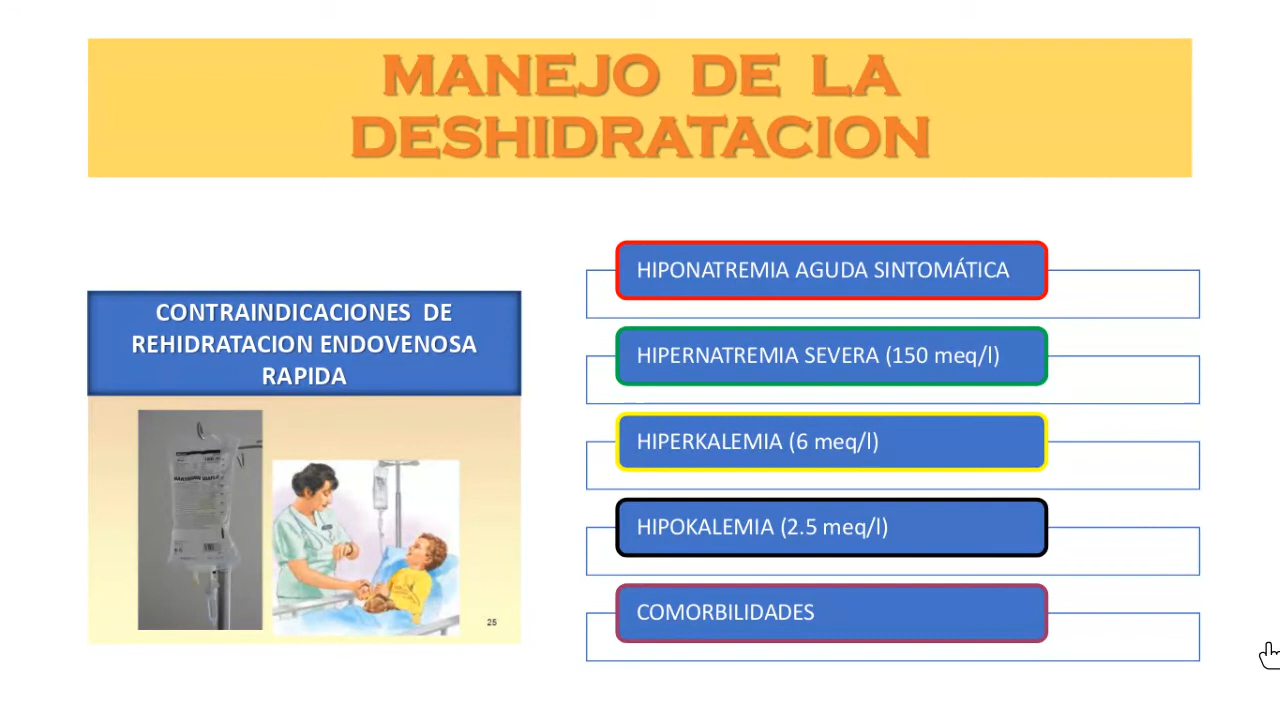 MANEJO DE LA
DESHIDRATACION
CONTRAINDICACIONES DE
REHIDRATACION ENDOVENOSA
RAPIDA
25
HIPONATREMIA AGUDA SINTOMÁTICA
HIPERNATREMIA SEVERA (150 meq/l)
HIPERKALEMIA (6 meq/l)
HIPOKALEMIA (2.5 meq/l)
COMORBILIDADES